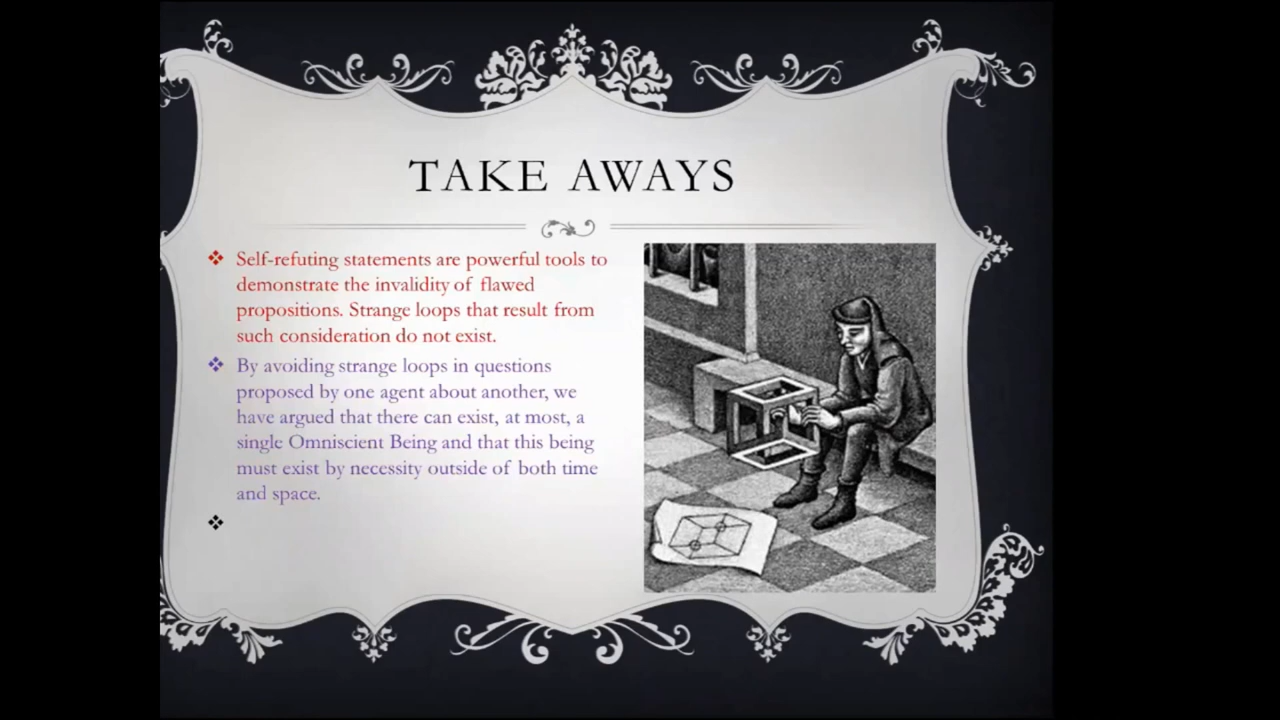 TAKE AWAYS
Self-refuting statements are powerful tools to
demonstrate the invalidity of flawed
propositions. Strange loops that result from
such consideration do not exist.
By avoiding strange loops in questions
proposed by one agent about another, we
have argued that there can exist, at most, a
single Omniscient Being and that this being
must exist by necessity outside of both time
and space.